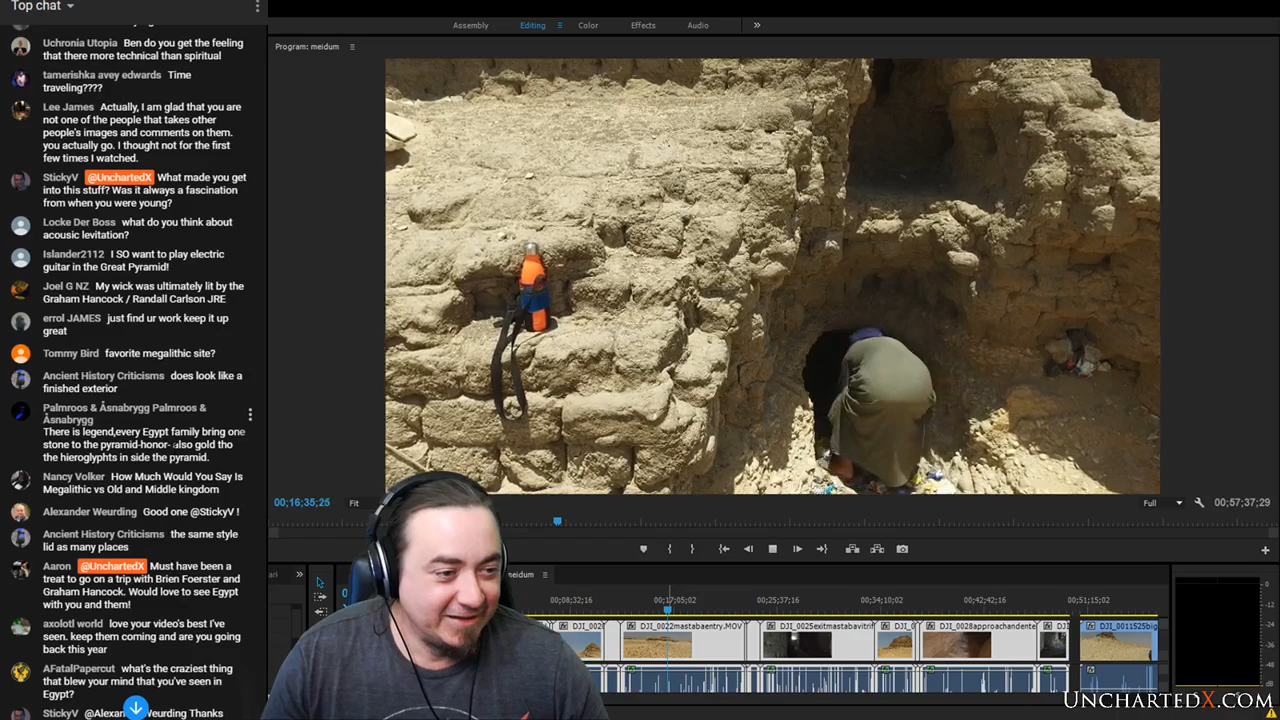 Top chat
Uchronia Utopia Ben do you get the feeling
that there more technical than spiritual
tamerishka avey edwards Time
traveling????
Lee James Actually, I am glad that you are
not one of the people that takes other
people's images and comments on them.
you actually go. I thought not for the first
few times I watched.
StickyV @UnchartedX What made you get
into this stuff? Was it always a fascination
from when you were young?
Locke Der Boss what do you think about
acousic levitation?
Islander2112 I SO want to play electric
guitar in the Great Pyramid!
Joel G NZ My wick was ultimately lit by the
Graham Hancock / Randall Carlson JRE
errol JAMES just find ur work keep it up
great
Tommy Bird favorite megalithic site?
Ancient History Criticisms does look like a
finished exterior
Palmroos & Åsnabrygg Palmroos &
Åsnabrygg
There is legend,every Egypt family bring one
stone to the pyramid-honor- also gold tho
the hieroglyphts in side the pyramid.
Nancy Volker How Much Would You Say Is
Megalithic vs Old and Middle kingdom
Alexander Weurding Good one @StickyV !
Ancient History Criticisms the same style
lid as many places
Aaron @UnchartedX Must have been a
treat to go on a trip with Brien Foerster and
Graham Hancock. Would love to see Egypt
with you and them!
axolotl world love your video's best i've
seen. keep them coming and are you going
back this year
AFatalPapercut what's the craziest thing
that blew your mind that you've seen in
Egypt?
StickyV @Alexan Weurding Thanks
Assembly Editing Color Effects Audio
Program: meidum
00;16;35;25 Fit Full 00;57;37;29
meidum
00;08;32;16 00;17;05;02 00;25;37;16 00;34;10;02 00;42;42;16 00;51;15;02
DJI_002 DJI_0022mastabaentry.MOV DJI_0025exitmastabavitri DJI_0 DJI_0028approachandente DJI DJI_0011525big
-12
-24
-36
-48
UnchartedX.com